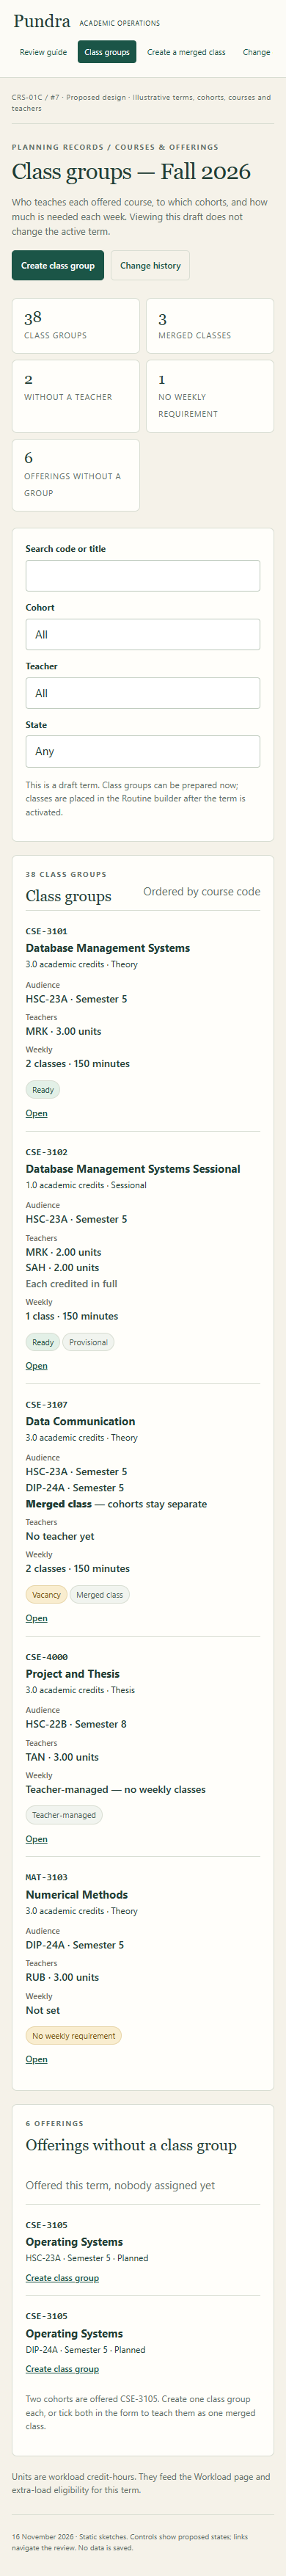 Pundra ACADEMIC OPERATIONS
Review guide Class groups Create a merged class Change
CRS-01C / #7 · Proposed design · Illustrative terms, cohorts, courses and
teachers
PLANNING RECORDS / COURSES & OFFERINGS
Class groups — Fall 2026
Who teaches each offered course, to which cohorts, and how
much is needed each week. Viewing this draft does not
change the active term.
Create class group Change history
38
CLASS GROUPS
3
MERGED CLASSES
2
WITHOUT A TEACHER
1
NO WEEKLY
REQUIREMENT
6
OFFERINGS WITHOUT A
GROUP
Search code or title
Cohort
All
Teacher
All
State
Any
This is a draft term. Class groups can be prepared now;
classes are placed in the Routine builder after the term is
activated.
38 CLASS GROUPS
Class groups Ordered by course code
CSE-3101
Database Management Systems
3.0 academic credits · Theory
Audience
HSC-23A · Semester 5
Teachers
MRK · 3.00 units
Weekly
2 classes · 150 minutes
Ready
Open
CSE-3102
Database Management Systems Sessional
1.0 academic credits · Sessional
Audience
HSC-23A · Semester 5
Teachers
MRK · 2.00 units
SAH · 2.00 units
Each credited in full
Weekly
1 class · 150 minutes
Ready Provisional
Open
CSE-3107
Data Communication
3.0 academic credits · Theory
Audience
HSC-23A · Semester 5
DIP-24A · Semester 5
Merged class — cohorts stay separate
Teachers
No teacher yet
Weekly
2 classes · 150 minutes
Vacancy Merged class
Open
CSE-4000
Project and Thesis
3.0 academic credits · Thesis
Audience
HSC-22B · Semester 8
Teachers
TAN · 3.00 units
Weekly
Teacher-managed — no weekly classes
Teacher-managed
Open
MAT-3103
Numerical Methods
3.0 academic credits · Theory
Audience
DIP-24A · Semester 5
Teachers
RUB · 3.00 units
Weekly
Not set
No weekly requirement
Open
6 OFFERINGS
Offerings without a class group
Offered this term, nobody assigned yet
CSE-3105
Operating Systems
HSC-23A · Semester 5 · Planned
Create class group
CSE-3105
Operating Systems
DIP-24A · Semester 5 · Planned
Create class group
Two cohorts are offered CSE-3105. Create one class group
each, or tick both in the form to teach them as one merged
class.
Units are workload credit-hours. They feed the Workload page and
extra-load eligibility for this term.
16 November 2026 · Static sketches. Controls show proposed states; links
navigate the review. No data is saved.